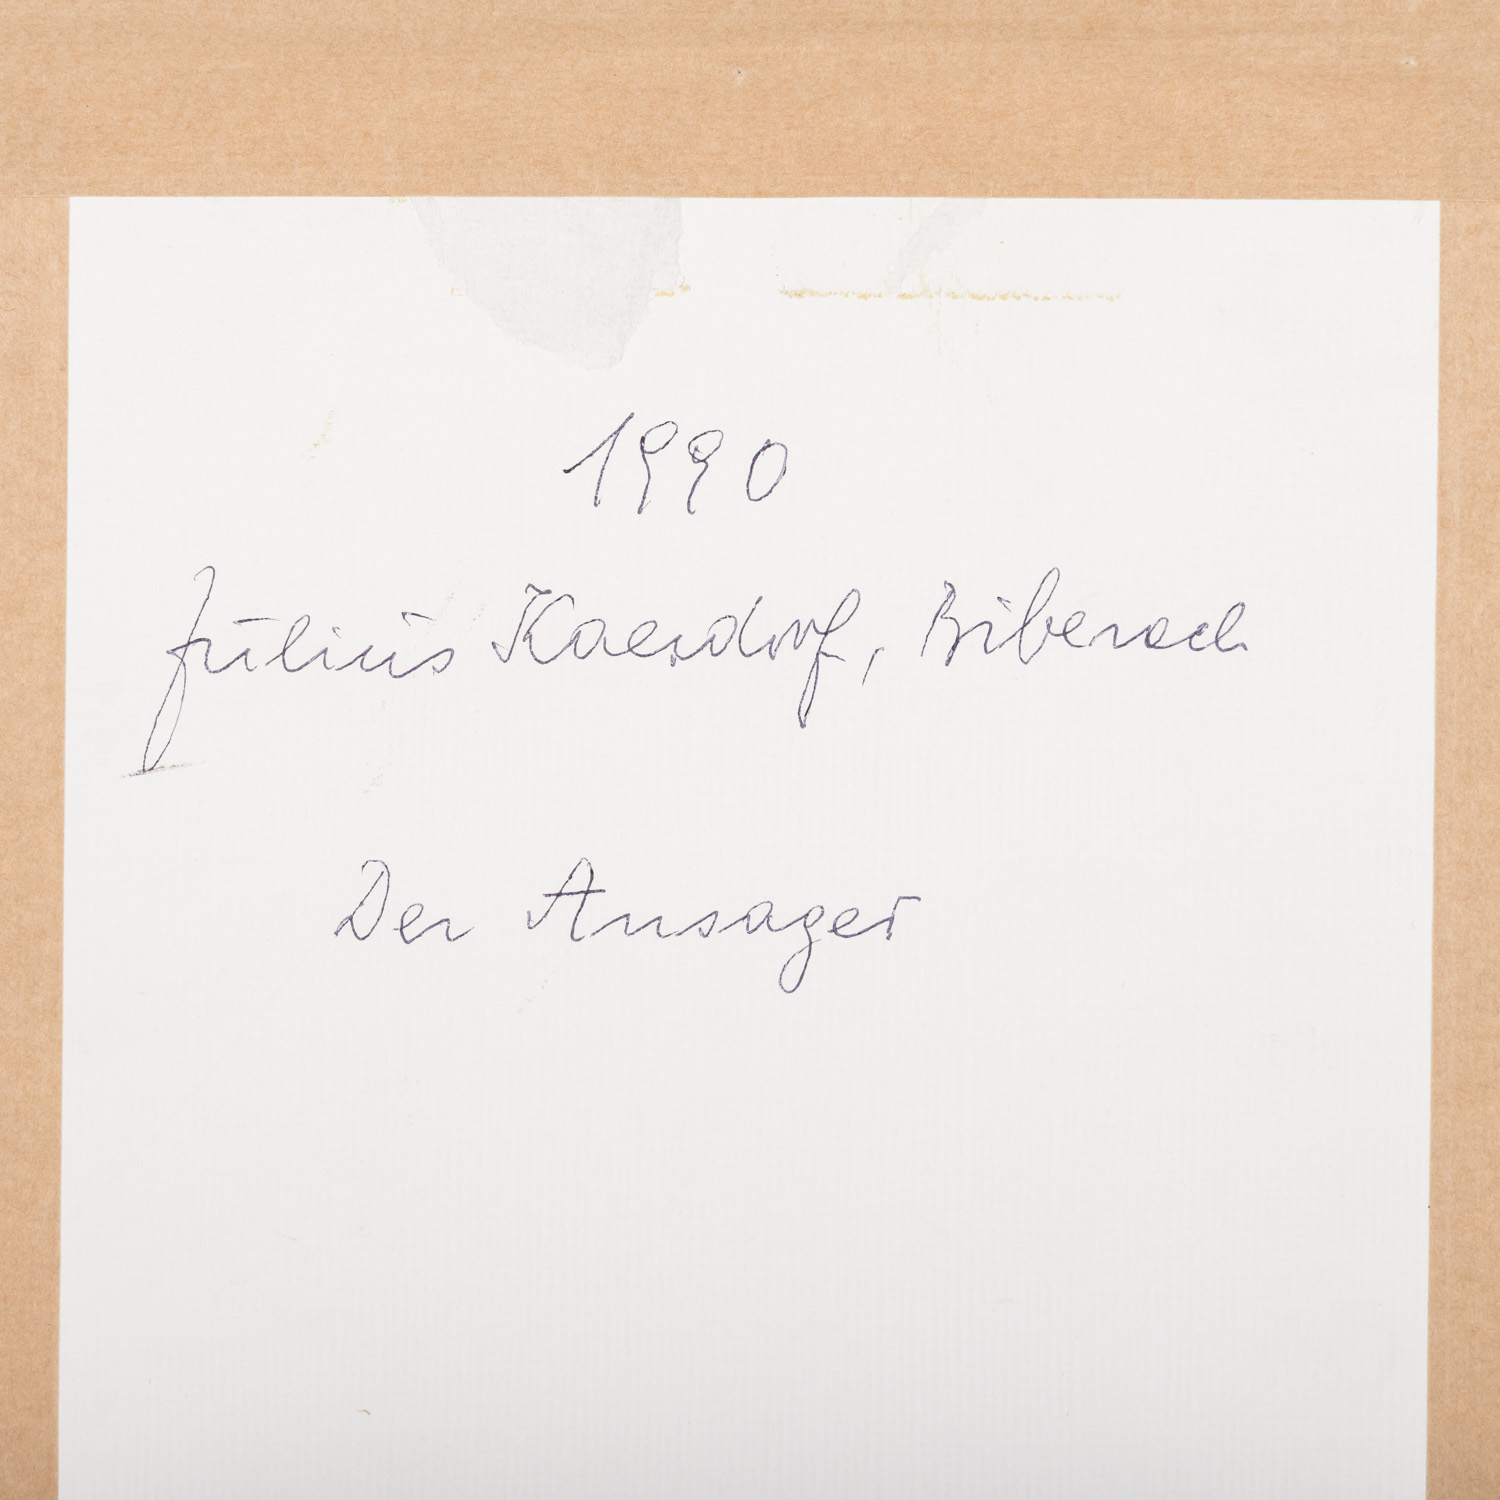 1990
Julius Kaesdorf, Biberach
Der Ansager